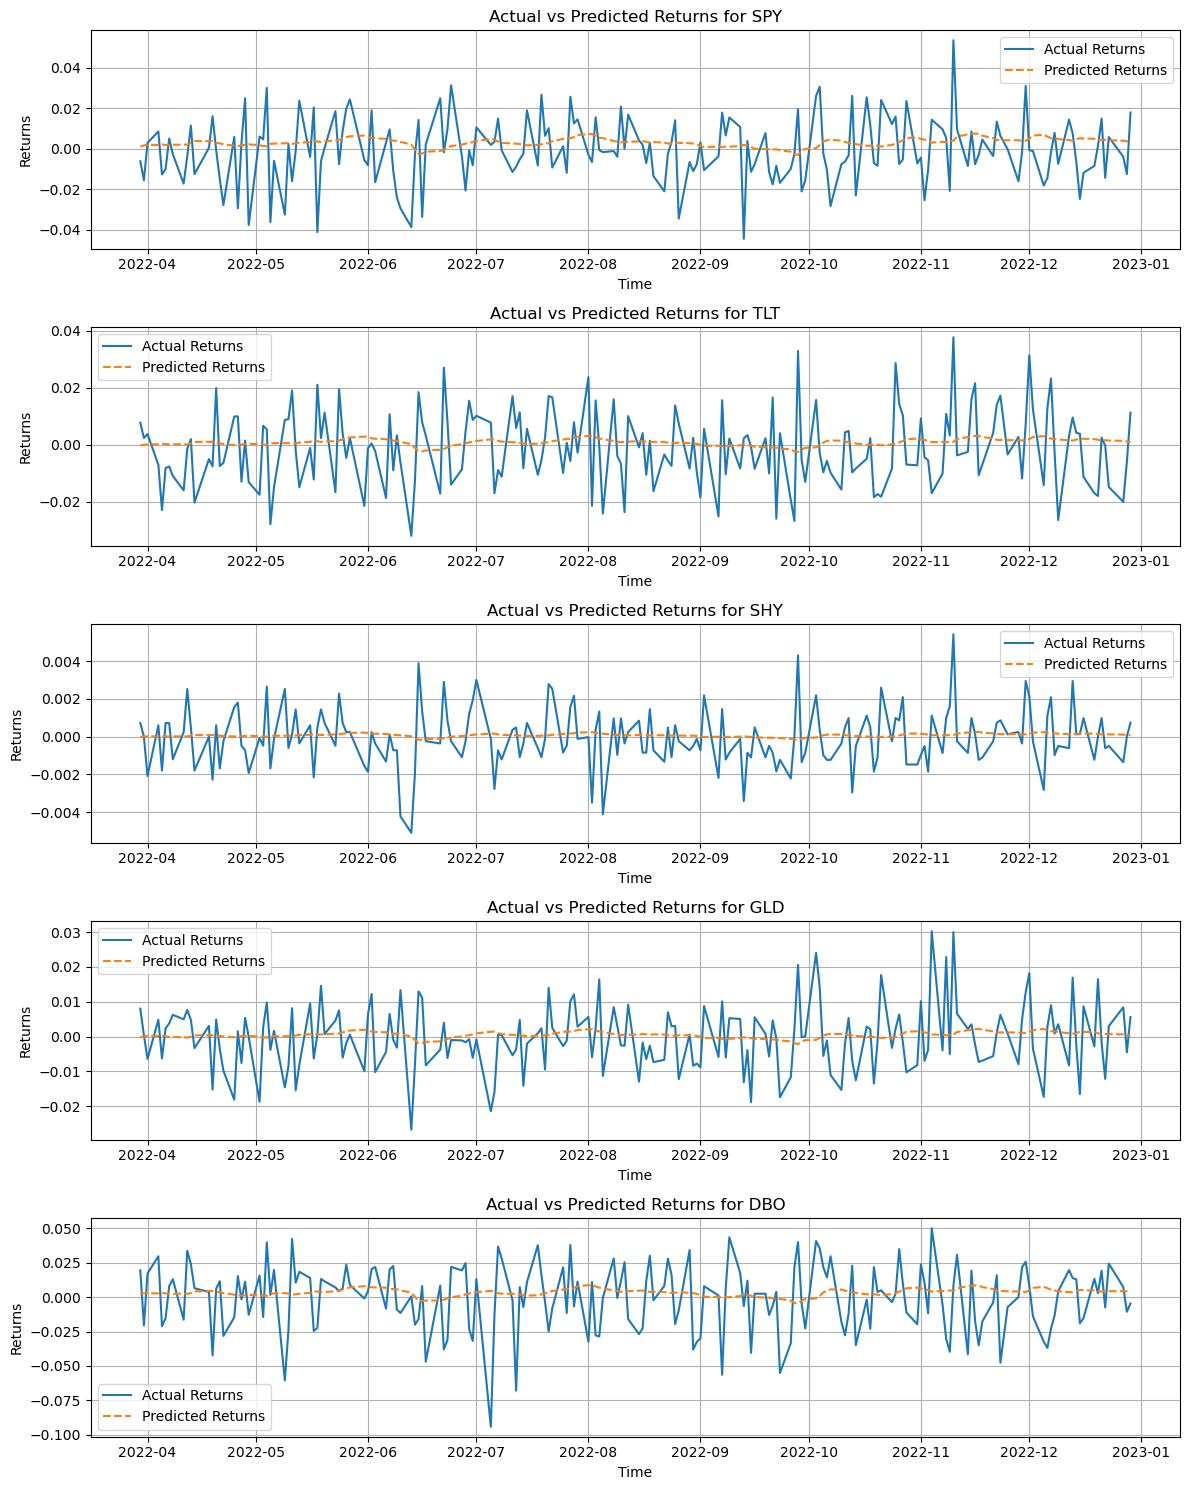 Actual vs Predicted Returns for SPY
Actual Returns
Predicted Returns
0.04
0.02
0.00
−0.02
−0.04
Returns
2022-04 2022-05 2022-06 2022-07 2022-08 2022-09 2022-10 2022-11 2022-12 2023-01
Time
Actual vs Predicted Returns for TLT
Actual Returns
Predicted Returns
0.04
0.02
0.00
−0.02
Returns
2022-04 2022-05 2022-06 2022-07 2022-08 2022-09 2022-10 2022-11 2022-12 2023-01
Time
Actual vs Predicted Returns for SHY
Actual Returns
Predicted Returns
0.004
0.002
0.000
−0.002
−0.004
Returns
2022-04 2022-05 2022-06 2022-07 2022-08 2022-09 2022-10 2022-11 2022-12 2023-01
Time
Actual vs Predicted Returns for GLD
Actual Returns
Predicted Returns
0.03
0.02
0.01
0.00
−0.01
−0.02
Returns
2022-04 2022-05 2022-06 2022-07 2022-08 2022-09 2022-10 2022-11 2022-12 2023-01
Time
Actual vs Predicted Returns for DBO
0.050
0.025
0.000
−0.025
−0.050
−0.075
−0.100
Returns
Actual Returns
Predicted Returns
2022-04 2022-05 2022-06 2022-07 2022-08 2022-09 2022-10 2022-11 2022-12 2023-01
Time